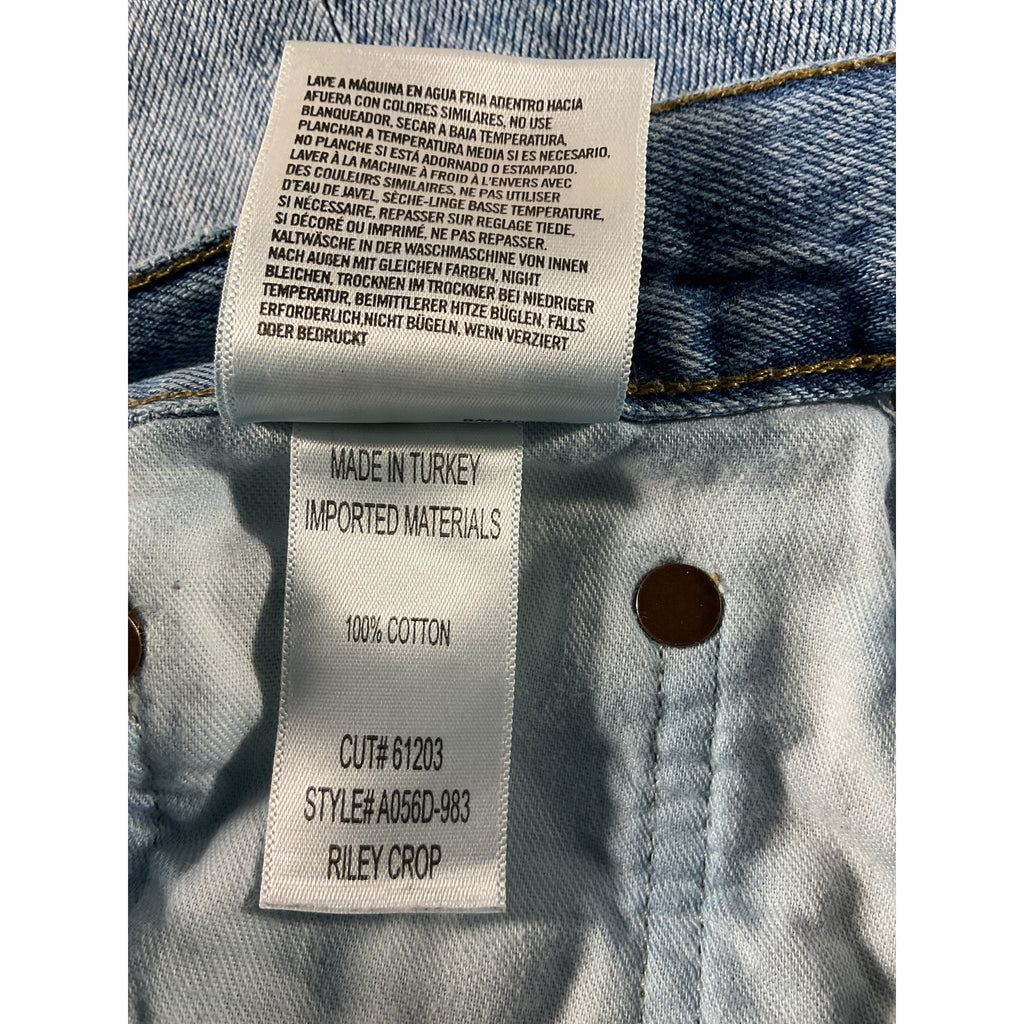 LAVE A MÁQUINA EN AGUA FRIA ADENTRO HACIA
AFUERA CON COLORES SIMILARES, NO USE
BLANQUEADOR, SECAR A BAJA TEMPERATURA,
PLANCHAR A TEMPERATURA MEDIA SI ES NECESARIO,
NO PLANCHE SI ESTÁ ADORNADO O ESTAMPADO.
LAVER À LA MACHINE À FROID À L'ENVERS AVEC
DES COULEURS SIMILAIRES, NE PAS UTILISER
D'EAU DE JAVEL, SÈCHE-LINGE BASSE TEMPERATURE,
SI NÉCESSAIRE, REPASSER SUR REGLAGE TIEDE,
SI DÉCORÉ OU IMPRIMÉ, NE PAS REPASSER.
KALTWÄSCHE IN DER WASCHMASCHINE VON INNEN
NACH AUßEN MIT GLEICHEN FARBEN, NIGHT
BLEICHEN, TROCKNEN IM TROCKNER BEI NIEDRIGER
TEMPERATUR, BEIMITTLERER HITZE BÜGLEN, FALLS
ERFORDERLICH,NICHT BÜGELN, WENN VERZIERT
ODER BEDRUCKT
MADE IN TURKEY
IMPORTED MATERIALS
100% COTTON
CUT# 61203
STYLE# A056D-983
RILEY CROP